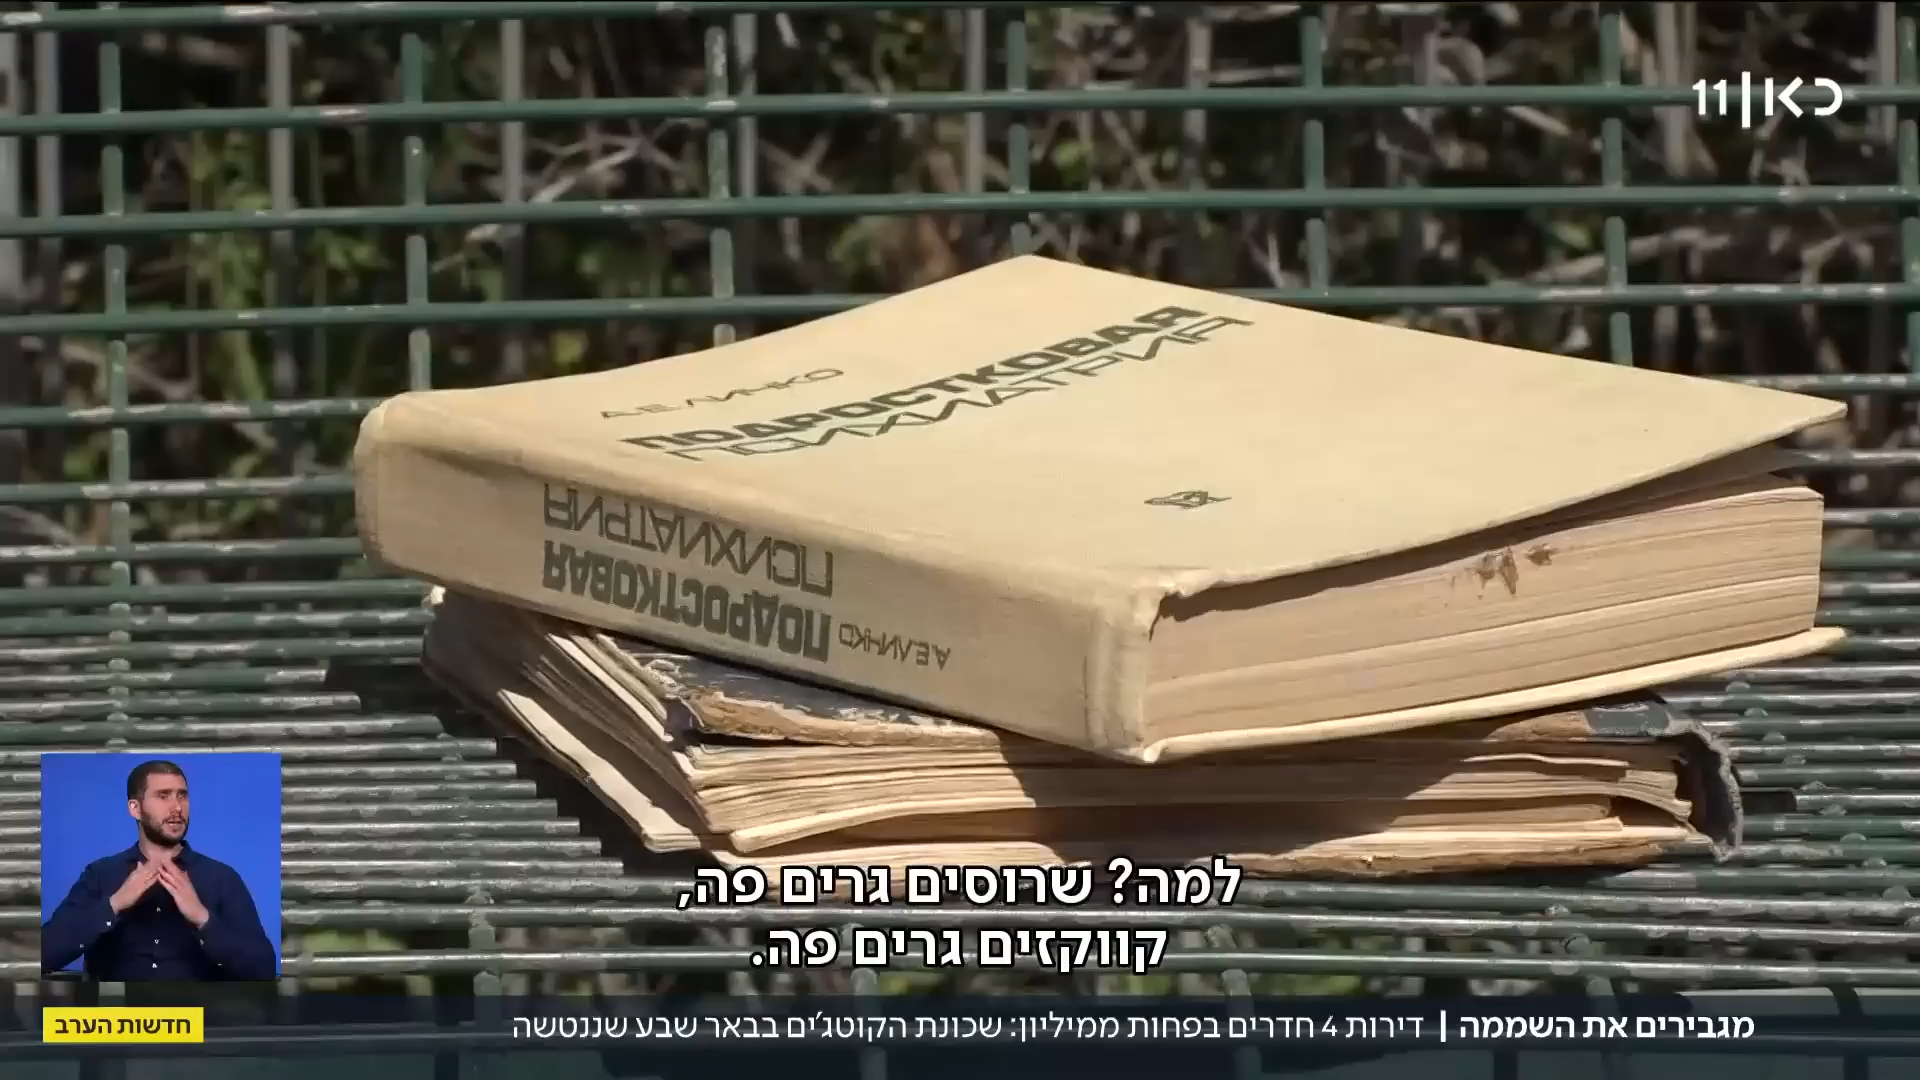 כאן 11
А.Е.ЛИЧКО
ПОДРОСТКОВАЯ
ПСИХИАТРИЯ
А.Е.ЛИЧКО
ПОДРОСТКОВАЯ
ПСИХИАТРИЯ
למה? שרוסים גרים פה,
קווקזים גרים פה.
מגבירים את השממה | דירות 4 חדרים בפחות ממיליון: שכונת הקוטג'ים בבאר שבע שננטשה
חדשות הערב